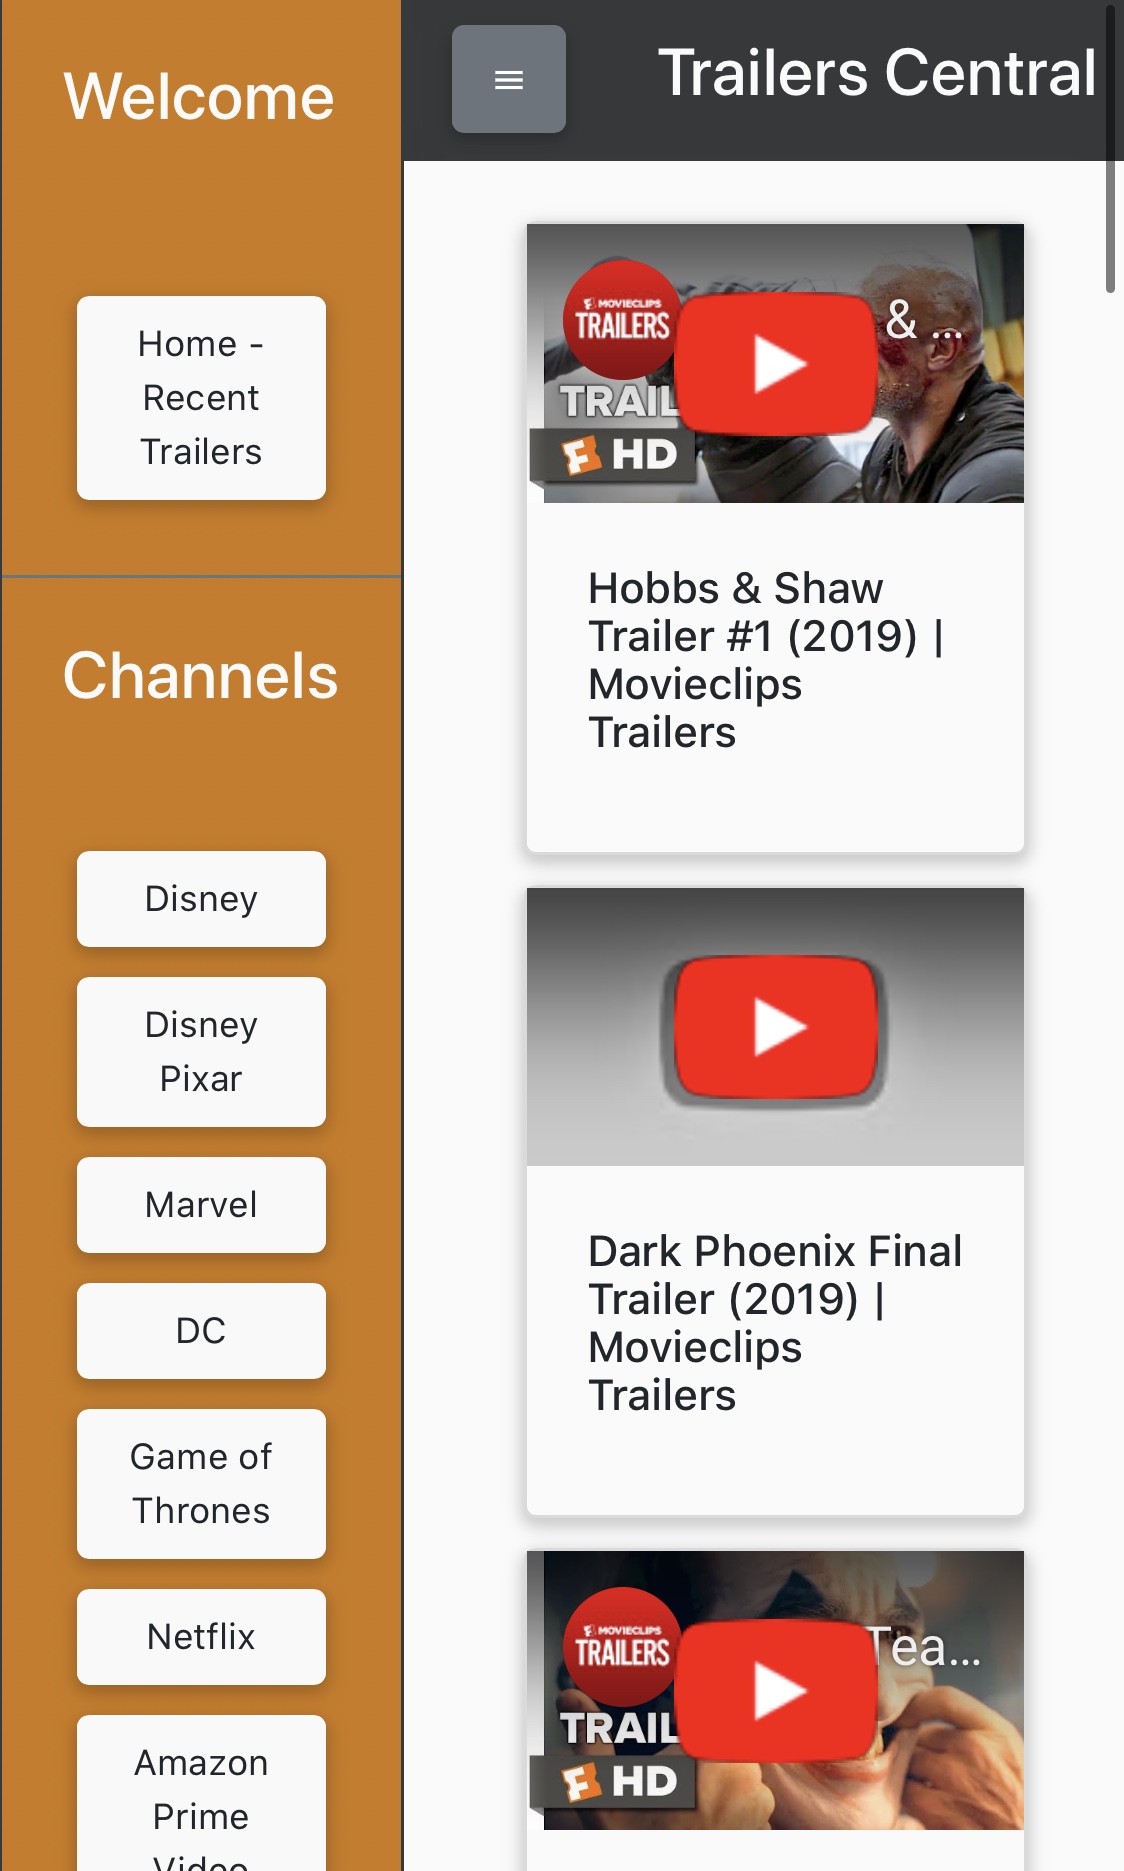 Welcome
Home -
Recent
Trailers
Channels
Disney
Disney
Pixar
Marvel
DC
Game of
Thrones
Netflix
Amazon
Prime
Video
Trailers Central
MOVIECLIPS
TRAILERS
& ...
TRAIL
HD
Hobbs & Shaw
Trailer #1 (2019) |
Movieclips
Trailers
Dark Phoenix Final
Trailer (2019) |
Movieclips
Trailers
MOVIECLIPS
TRAILERS
Tea...
TRAIL
HD